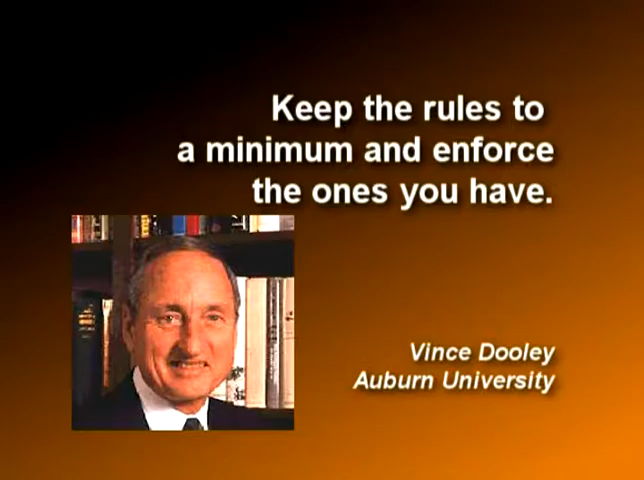 Keep the rules to
a minimum and enforce
the ones you have.
Vince Dooley
Auburn University